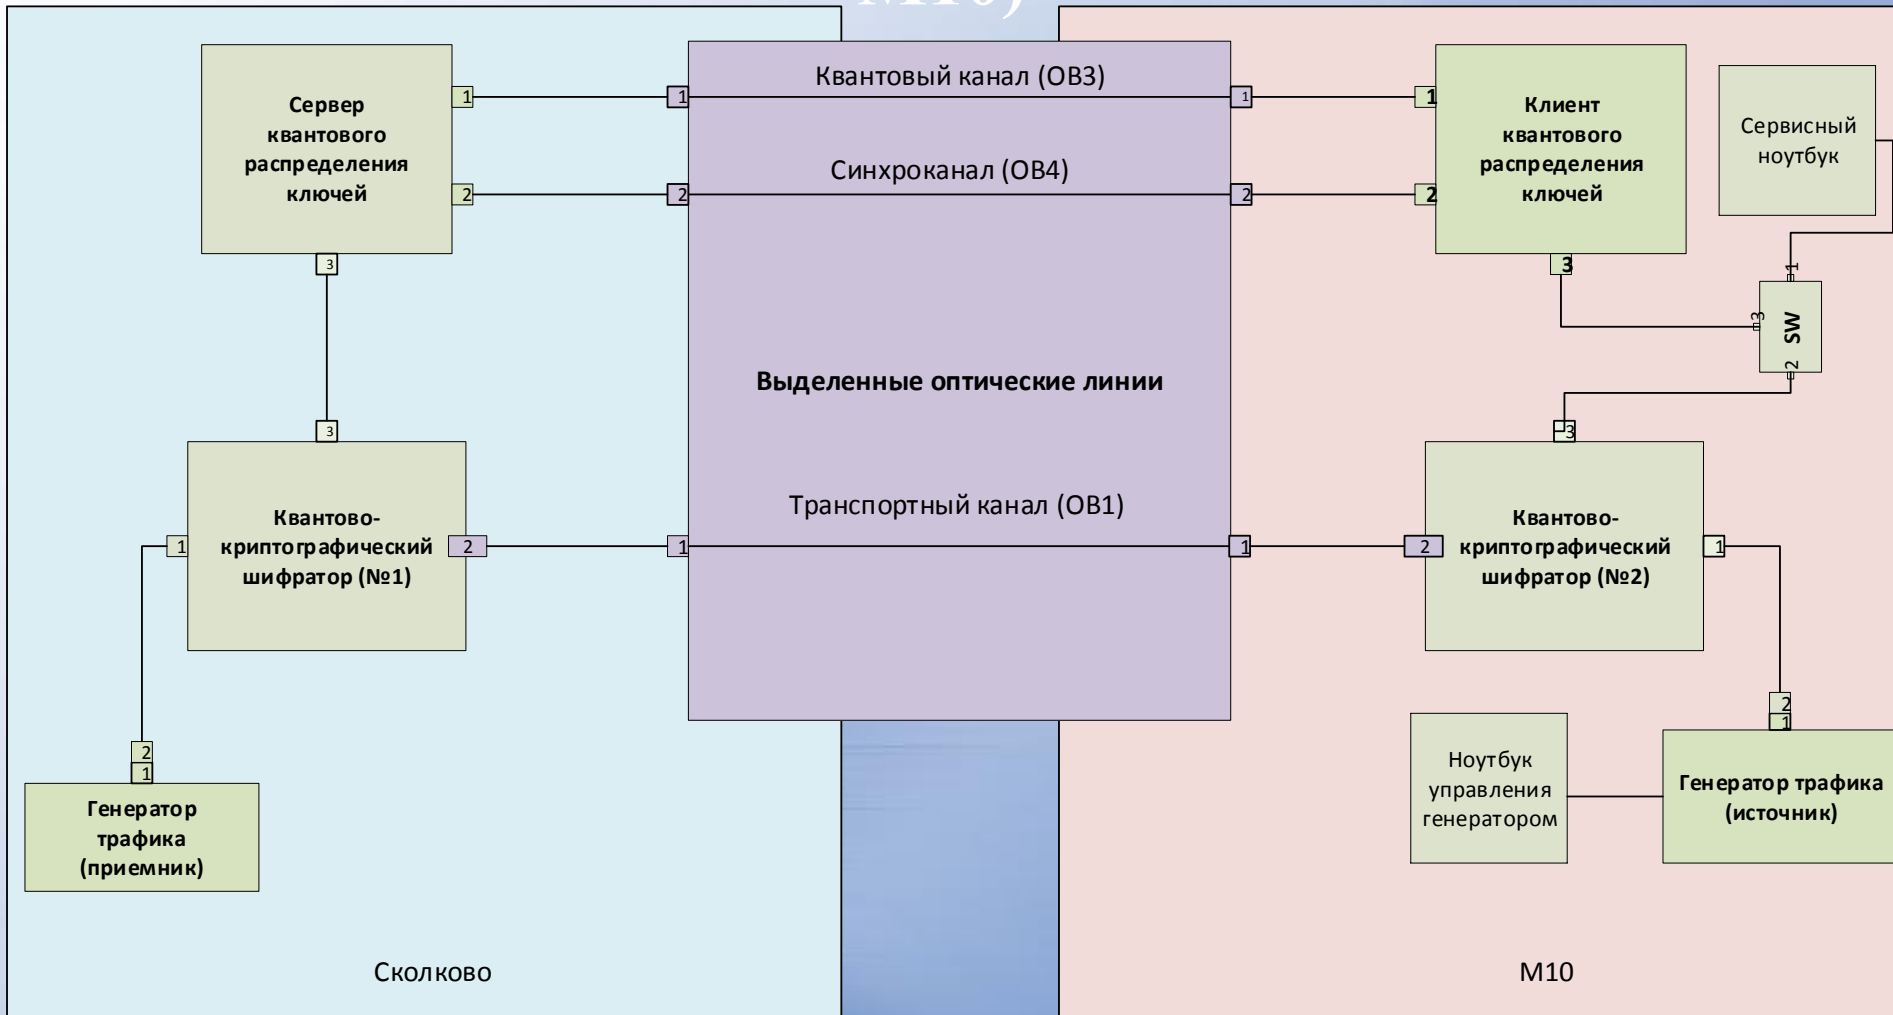 М10)
Квантовый канал (ОВ3)
Сервер
квантового
распределения
ключей
1
1
1
1
Клиент
квантового
распределения
ключей
Сервисный
ноутбук
Синхроканал (ОВ4)
2
2
2
2
3
3
1
3
SW
2
Выделенные оптические линии
3
3
Транспортный канал (ОВ1)
Квантово-
криптографический
шифратор (№1)
1
2
1
1
2
Квантово-
криптографический
шифратор (№2)
1
2
1
2
1
Генератор
трафика
(приемник)
Ноутбук
управления
генератором
Генератор трафика
(источник)
Сколково
М10